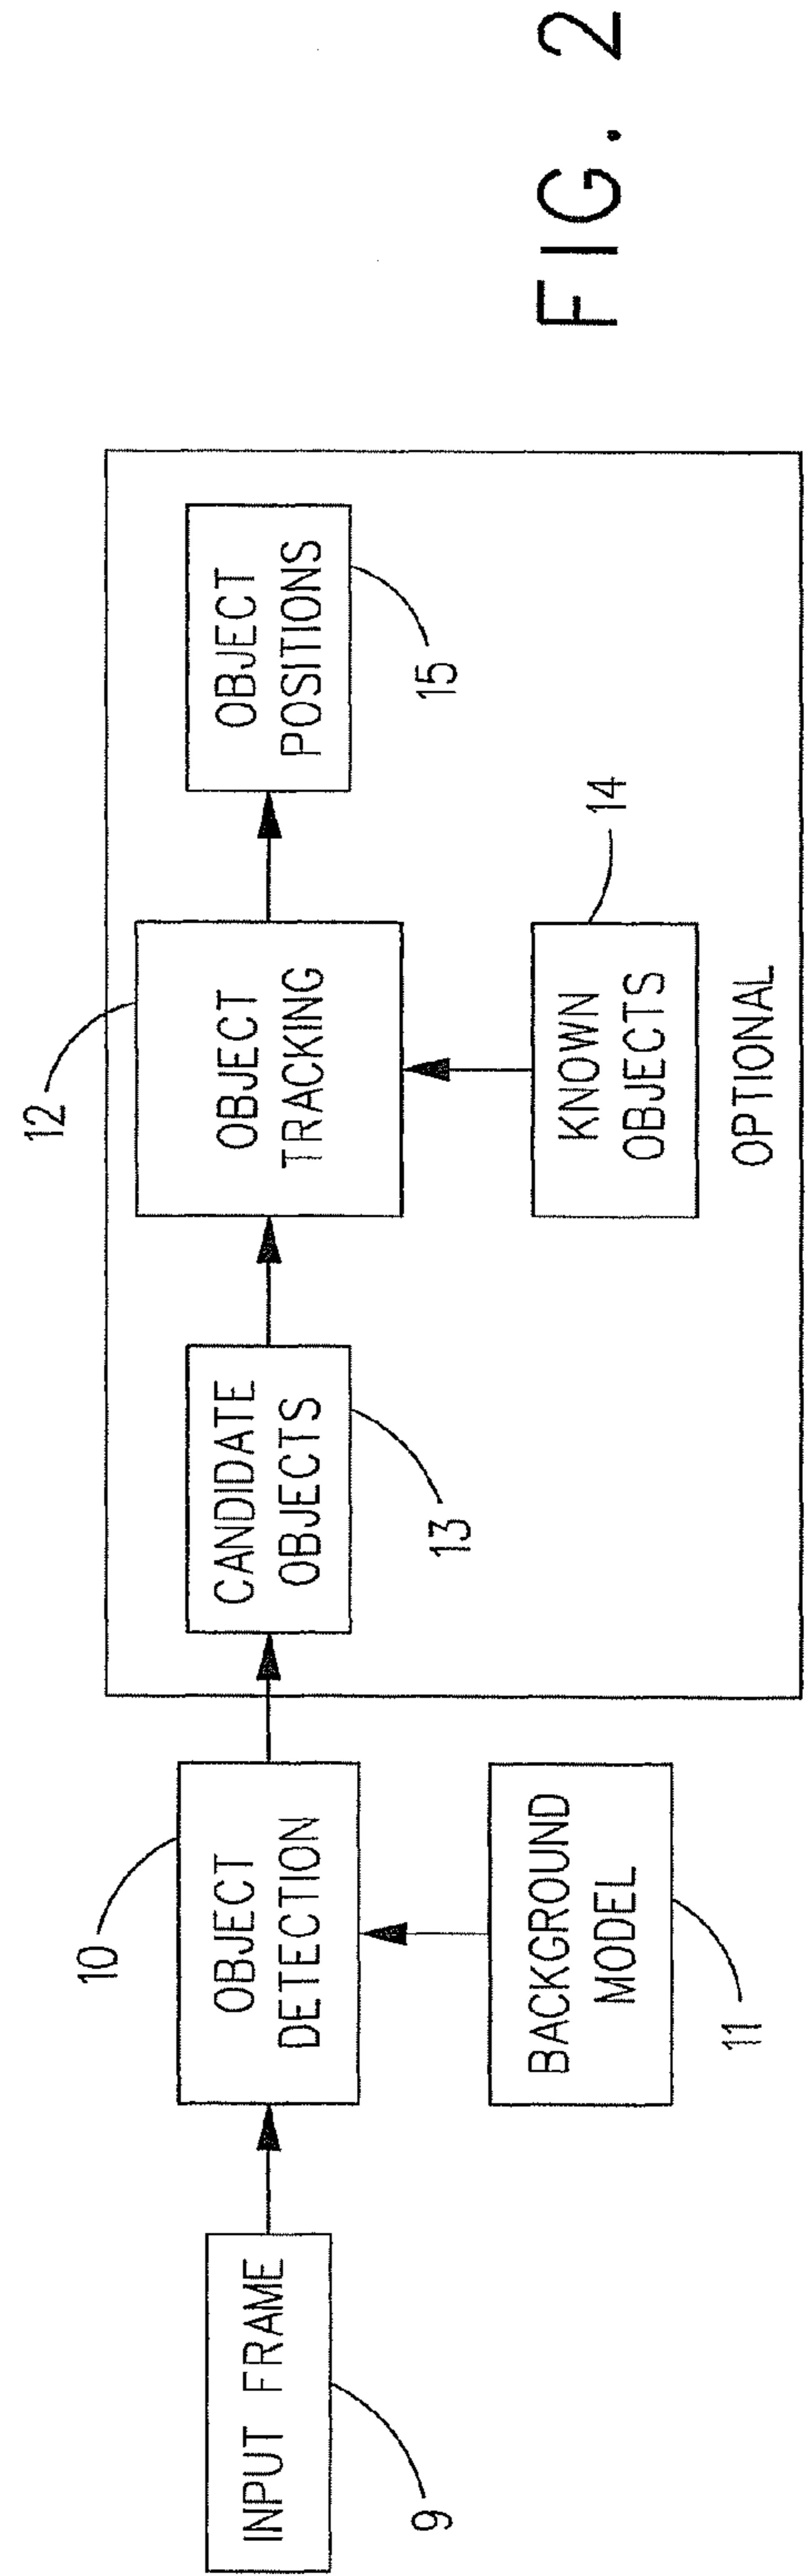 12
10
OBJECT
POSITIONS
15
OBJECT
TRACKING
CANDIDATE
OBJECTS
13
KNOWN
OBJECTS
14
OPTIONAL
OBJECT
DETECTION
INPUT FRAME
9
BACKGROUND
MODEL
11
FIG. 2